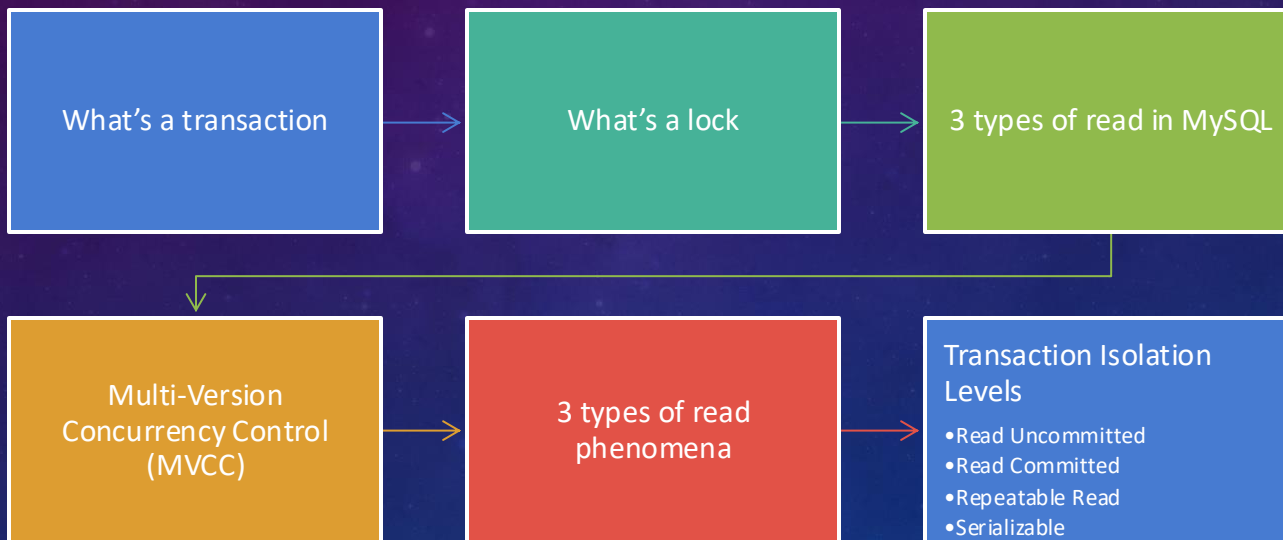 What's a transaction
What's a lock
3 types of read in MySQL
Multi-Version
Concurrency Control
(MVCC)
3 types of read
phenomena
Transaction Isolation
Levels
•Read Uncommitted
•Read Committed
•Repeatable Read
•Serializable